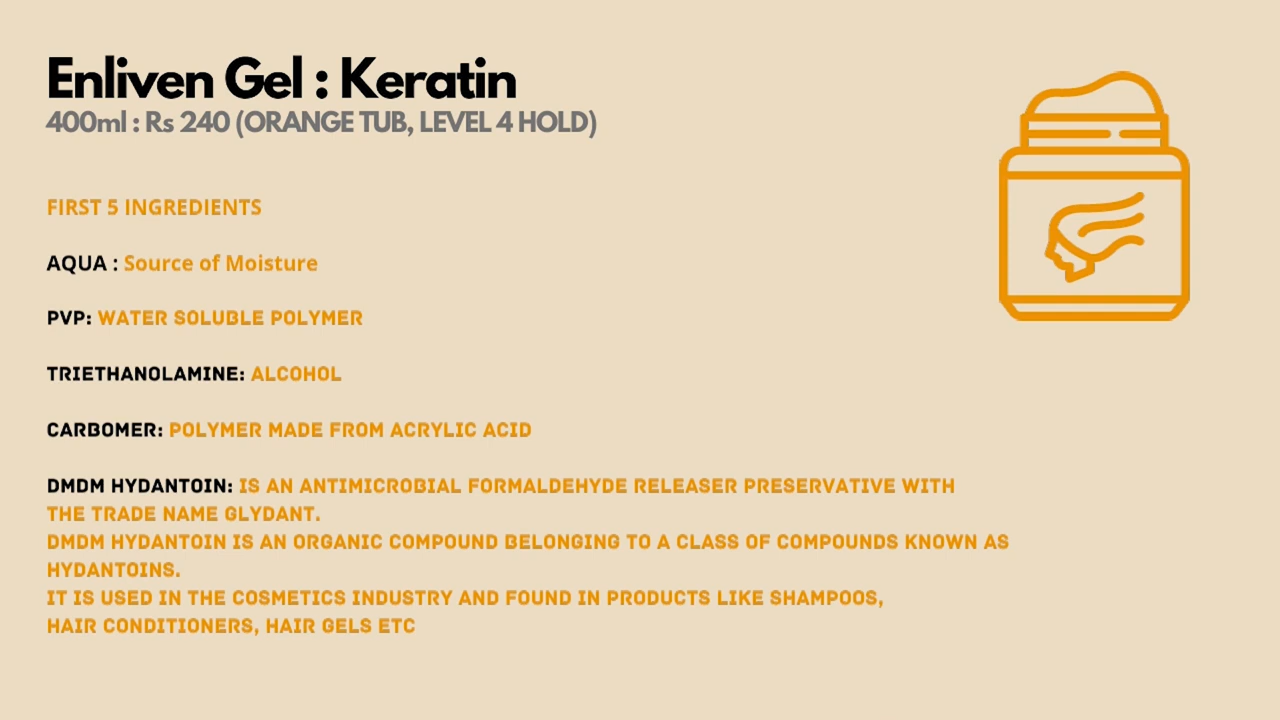 Enliven Gel : Keratin
400ml : Rs 240 (ORANGE TUB, LEVEL 4 HOLD)
FIRST 5 INGREDIENTS
AQUA : Source of Moisture
PVP: WATER SOLUBLE POLYMER
TRIETHANOLAMINE: ALCOHOL
CARBOMER: POLYMER MADE FROM ACRYLIC ACID
DMDM HYDANTOIN: IS AN ANTIMICROBIAL FORMALDEHYDE RELEASER PRESERVATIVE WITH
THE TRADE NAME GLYDANT.
DMDM HYDANTOIN IS AN ORGANIC COMPOUND BELONGING TO A CLASS OF COMPOUNDS KNOWN AS
HYDANTOINS.
IT IS USED IN THE COSMETICS INDUSTRY AND FOUND IN PRODUCTS LIKE SHAMPOOS,
HAIR CONDITIONERS, HAIR GELS ETC